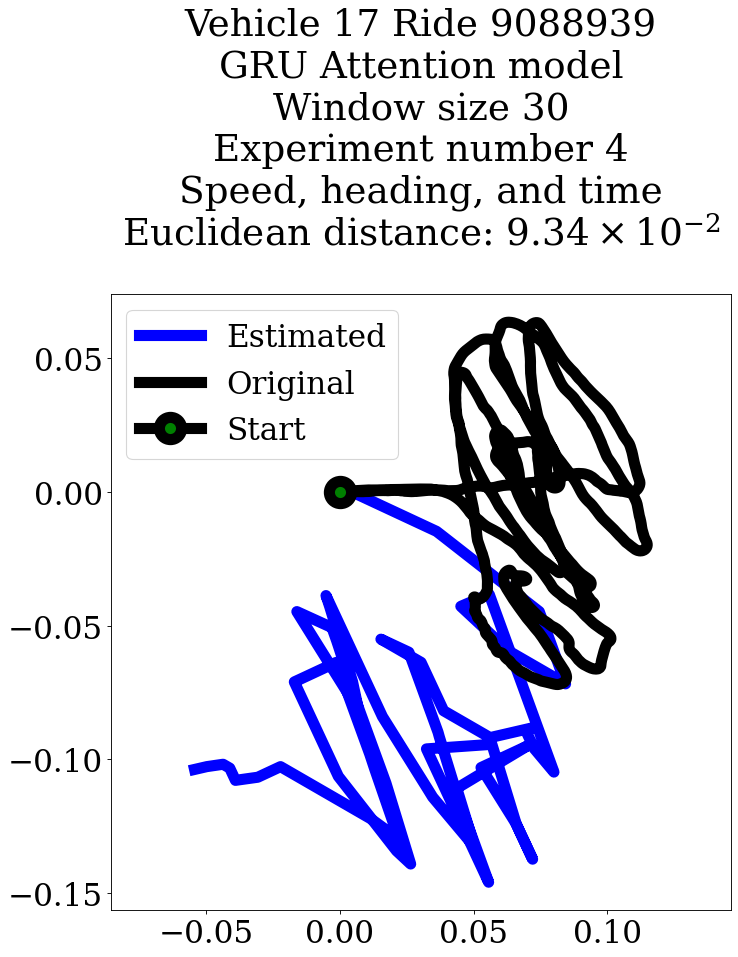 Vehicle 17 Ride 9088939
GRU Attention model
Window size 30
Experiment number 4
Speed, heading, and time
Euclidean distance: 9.34 × 10⁻²
Estimated
Original
Start
0.05
0.00
−0.05
−0.10
−0.15
−0.05 0.00 0.05 0.10